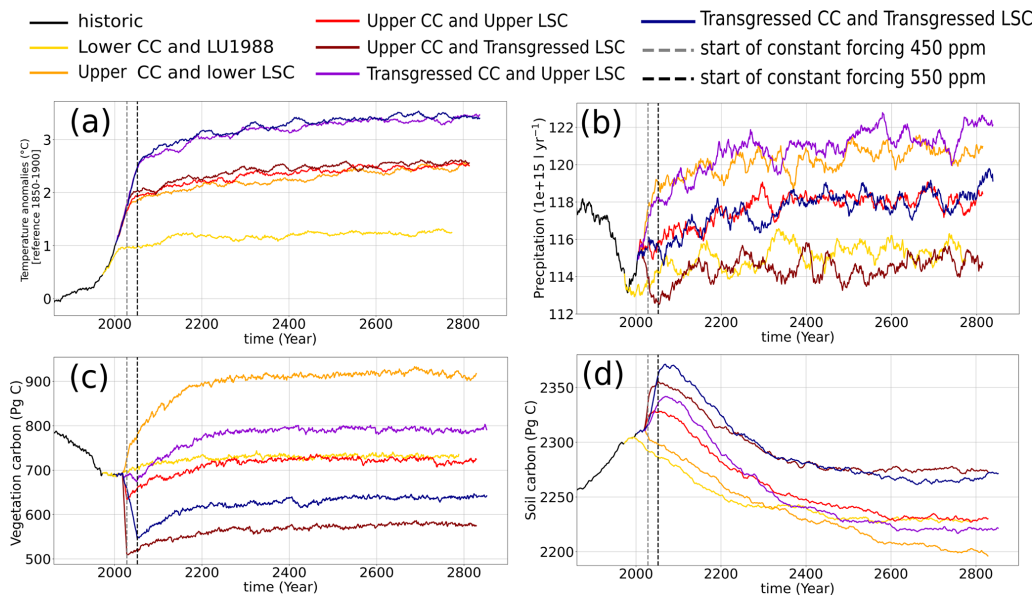 historic
Lower CC and LU1988
Upper CC and lower LSC
Upper CC and Upper LSC
Upper CC and Transgressed LSC
Transgressed CC and Upper LSC
Transgressed CC and Transgressed LSC
start of constant forcing 450 ppm
start of constant forcing 550 ppm
(a)
Temperature anomalies (°C)
[reference 1850-1900]
3
2
1
0
2000 2200 2400 2600 2800
time (Year)
(b)
Precpitation (1e+15 l yr⁻¹)
122
120
118
116
114
112
2000 2200 2400 2600 2800
time (Year)
(c)
Vegetation carbon (Pg C)
900
800
700
600
500
2000 2200 2400 2600 2800
time (Year)
(d)
Soil carbon (Pg C)
2350
2300
2250
2200
2000 2200 2400 2600 2800
time (Year)